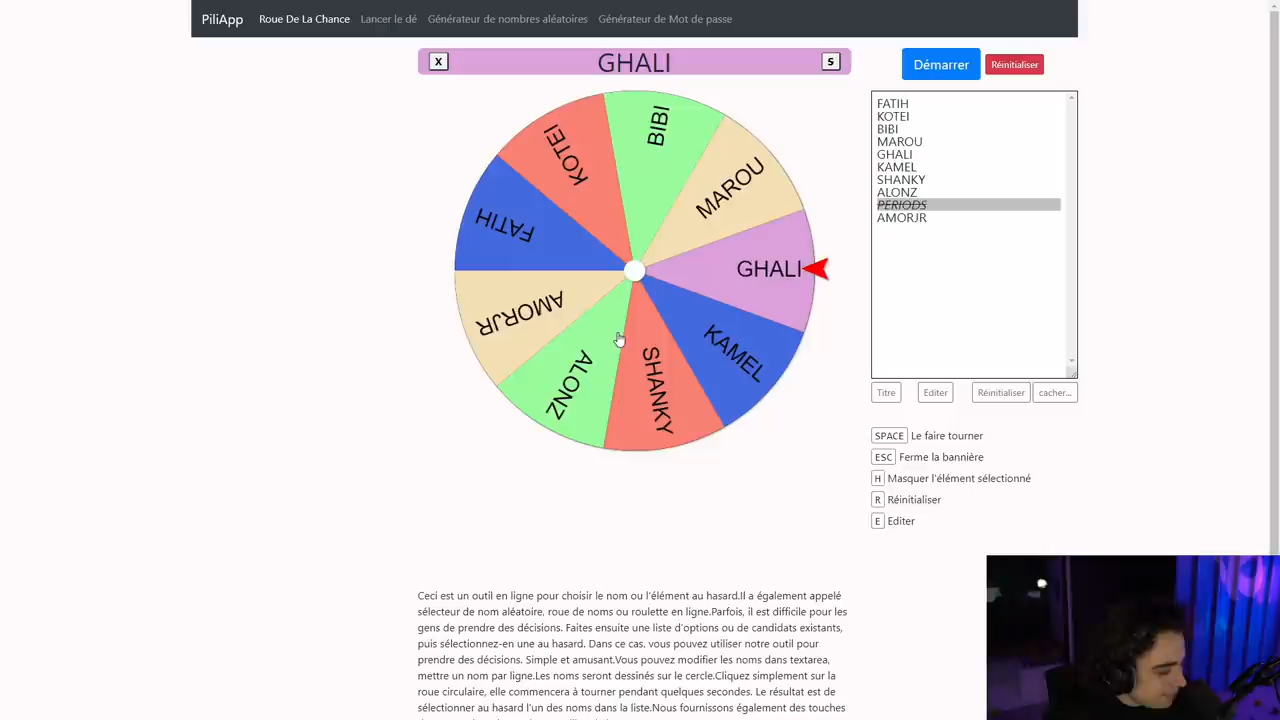 PiliApp Roue De La Chance Lancer le dé Générateur de nombres aléatoires Générateur de Mot de passe
X GHALI S
Démarrer Réinitialiser
BIBI
MAROU
GHALI
KAMEL
SHANKY
ALONZ
AMORJR
FATIH
KOTEI
FATIH
KOTEI
BIBI
MAROU
GHALI
KAMEL
SHANKY
ALONZ
PERIODS
AMORJR
Titre Editer Réinitialiser cacher...
SPACE Le faire tourner
ESC Ferme la bannière
H Masquer l'élément sélectionné
R Réinitialiser
E Editer
Ceci est un outil en ligne pour choisir le nom ou l'élément au hasard.Il a également appelé
sélecteur de nom aléatoire, roue de noms ou roulette en ligne.Parfois, il est difficile pour les
gens de prendre des décisions. Faites ensuite une liste d'options ou de candidats existants,
puis sélectionnez-en une au hasard. Dans ce cas, vous pouvez utiliser notre outil pour
prendre des décisions. Simple et amusant.Vous pouvez modifier les noms dans textarea,
mettre un nom par ligne.Les noms seront dessinés sur le cercle.Cliquez simplement sur la
roue circulaire, elle commencera à tourner pendant quelques secondes. Le résultat est de
sélectionner au hasard l'un des noms dans la liste.Nous fournissons également des touches